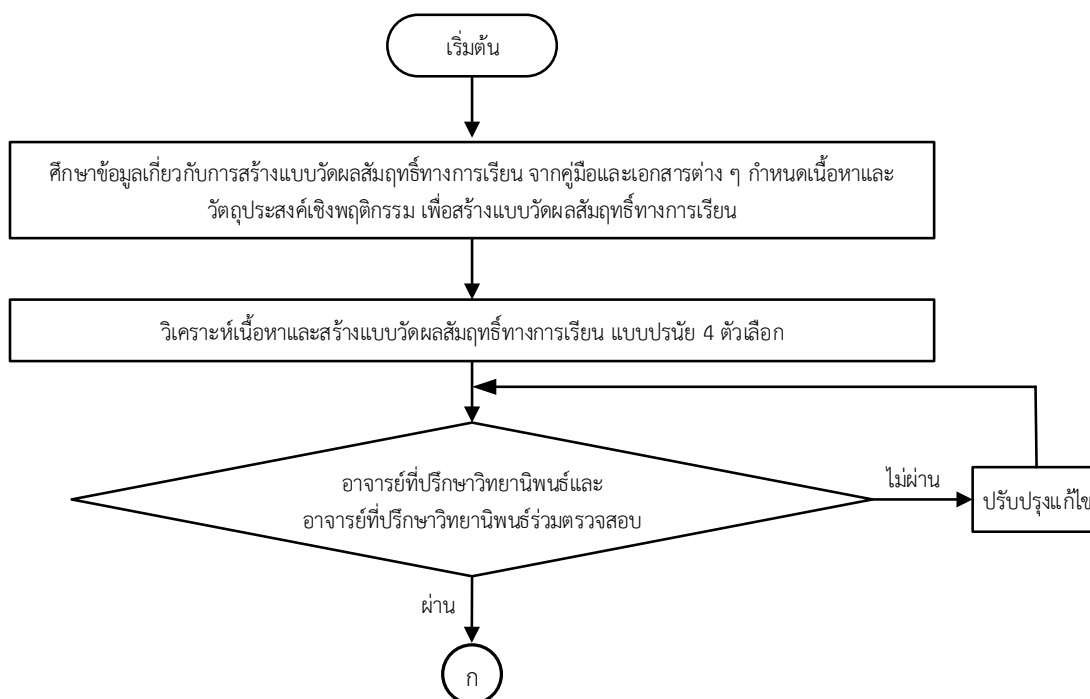 เริ่มต้น
ศึกษาข้อมูลเกี่ยวกับการสร้างแบบวัดผลสัมฤทธิ์ทางการเรียน จากคู่มือและเอกสารต่าง ๆ กำหนดเนื้อหาและ
วัตถุประสงค์เชิงพฤติกรรม เพื่อสร้างแบบวัดผลสัมฤทธิ์ทางการเรียน
วิเคราะห์เนื้อหาและสร้างแบบวัดผลสัมฤทธิ์ทางการเรียน แบบปรนัย 4 ตัวเลือก
อาจารย์ที่ปรึกษาวิทยานิพนธ์และ
อาจารย์ที่ปรึกษาวิทยานิพนธ์ร่วมตรวจสอบ
ไม่ผ่าน
ปรับปรุงแก้ไข
ผ่าน
ก